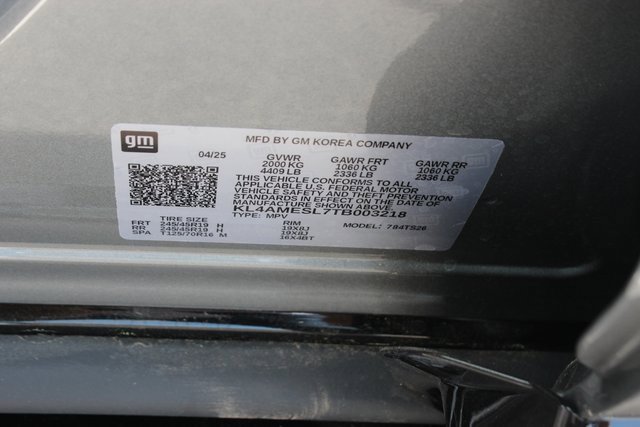 gm
MFD BY GM KOREA COMPANY
04/25 GVWR GAWR FRT GAWR RR
2000 KG 1060 KG 1060 KG
4409 LB 2336 LB 2336 LB
THIS VEHICLE CONFORMS TO ALL
APPLICABLE U.S. FEDERAL MOTOR
VEHICLE SAFETY AND THEFT PREVENTION
STANDARDS IN EFFECT ON THE DATE OF
MANUFACTURE SHOWN ABOVE.
KL4AMESL7TB003218
TYPE: MPV MODEL: 794TS26
TIRE SIZE RIM
FRT 245/45R19 H 19X8J
RR 245/45R19 H 19X8J
SPA T125/70R16 M 16X4BT